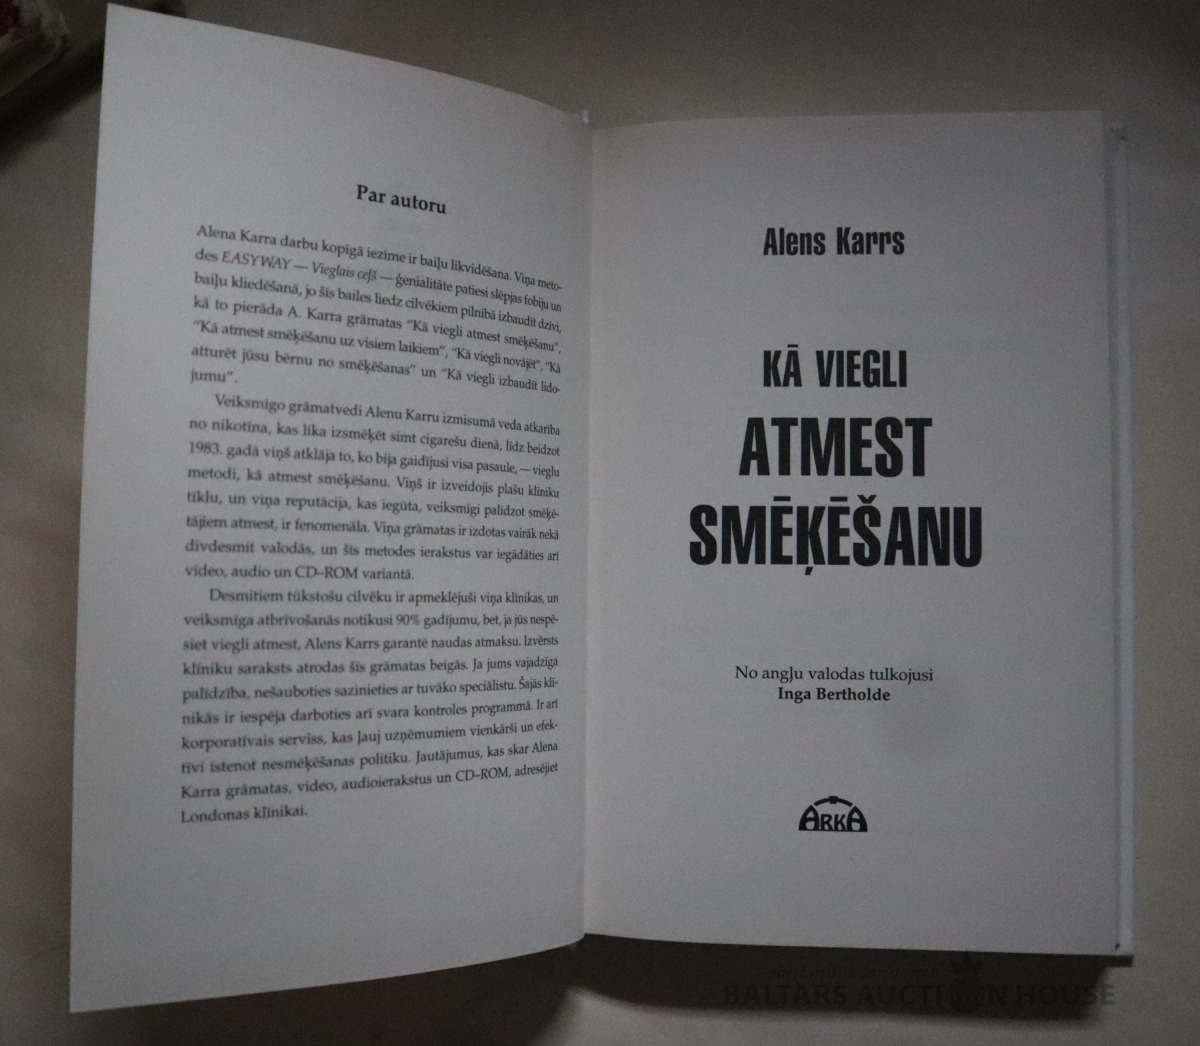 Par autoru
Alena Karra darbu kopīgā iezīme ir baiļu likvidēšana. Viņa meto-
des EASYWAY — Vieglais ceļš — ģenialitāte patiesi slēpjas fobiju un
baiļu kliedēšanā, jo šīs bailes liedz cilvēkiem pilnībā izbaudīt dzīvi,
kā to pierāda A. Karra grāmatas “Kā viegli atmest smēķēšanu”,
“Kā atmest smēķēšanu uz visiem laikiem”, “Kā viegli novājēt”, “Kā
atturēt jūsu bērnu no smēķēšanas” un “Kā viegli izbaudīt lido-
jumu”.
Veiksmīgo grāmatvedi Alenu Karru izmisumā veda atkarība
no nikotīna, kas lika izsmēķēt simt cigarešu dienā, līdz beidzot
1983. gadā viņš atklāja to, ko bija gaidījusi visa pasaule, — vieglu
metodi, kā atmest smēķēšanu. Viņš ir izveidojis plašu klīniku
tīklu, un viņa reputācija, kas iegūta, veiksmīgi palīdzot smēķē-
tājiem atmest, ir fenomenāla. Viņa grāmatas ir izdotas vairāk nekā
divdesmit valodās, un šīs metodes ierakstus var iegādāties arī
video, audio un CD–ROM variantā.
Desmitiem tūkstošu cilvēku ir apmeklējuši viņa klīnikas, un
veiksmīga atbrīvošanās notikusi 90% gadījumu, bet, ja jūs nespē-
siet viegli atmest, Alens Karrs garantē naudas atmaksu. Izvērsts
klīniku saraksts atrodas šīs grāmatas beigās. Ja jums vajadzīga
palīdzība, nešauboties sazinieties ar tuvāko speciālistu. Šajās klī-
nikās ir iespēja darboties arī svara kontroles programmā. Ir arī
korporatīvais serviss, kas ļauj uzņēmumiem vienkārši un efek-
tīvi īstenot nesmēķēšanas politiku. Jautājumus, kas skar Alena
Karra grāmatas, video, audioierakstus un CD–ROM, adresējiet
Londonas klīnikai.
Alens Karrs
KĀ VIEGLI
ATMEST
SMĒĶĒŠANU
No angļu valodas tulkojusi
Inga Bertholde
ARKA
BALTARS AUCTION HOUSE